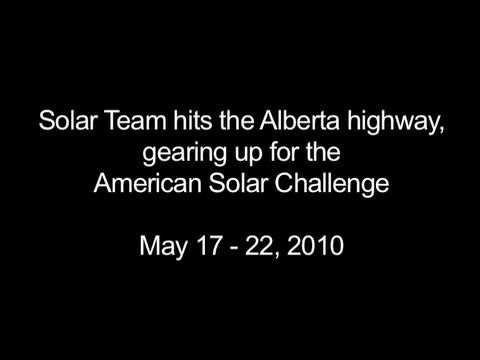 Solar Team hits the Alberta highway,
gearing up for the
American Solar Challenge
May 17 - 22, 2010